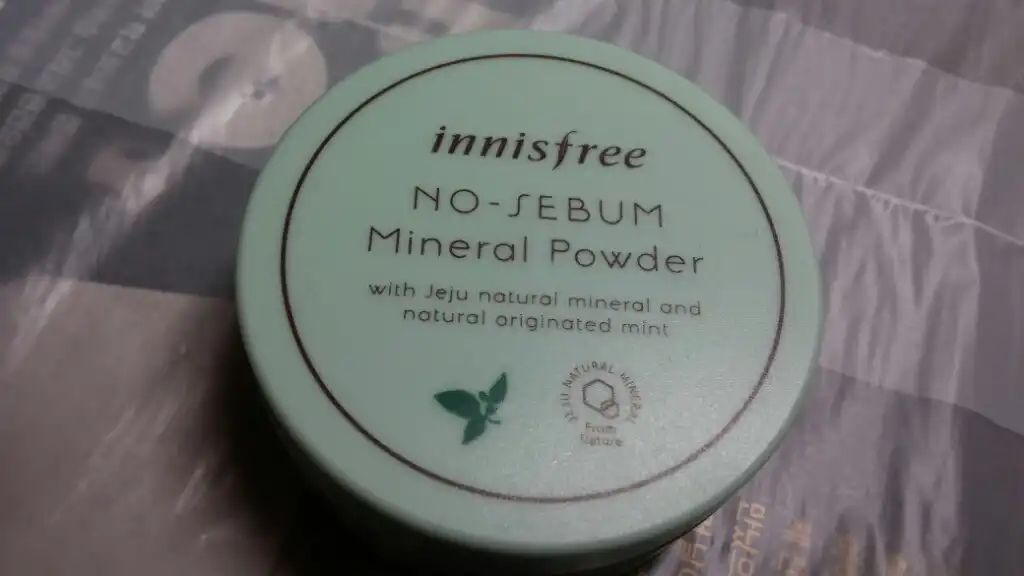 innisfree
NO-SEBUM
Mineral Powder
with Jeju natural mineral and
natural originated mint
JEJU NATURAL MINERAL
From
Nature